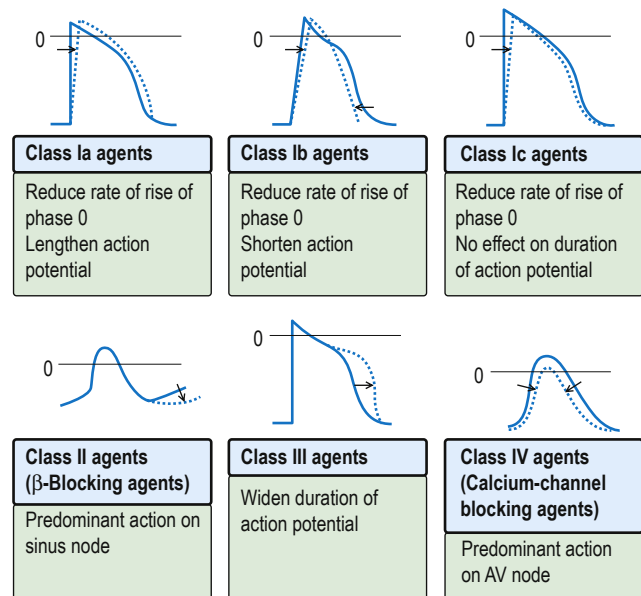 0
0
0
Class Ia agents
Reduce rate of rise of
phase 0
Lengthen action
potential
Class Ib agents
Reduce rate of rise of
phase 0
Shorten action
potential
Class Ic agents
Reduce rate of rise of
phase 0
No effect on duration
of action potential
0
0
0
Class II agents
(β-Blocking agents)
Predominant action on
sinus node
Class III agents
Widen duration of
action potential
Class IV agents
(Calcium-channel
blocking agents)
Predominant action
on AV node